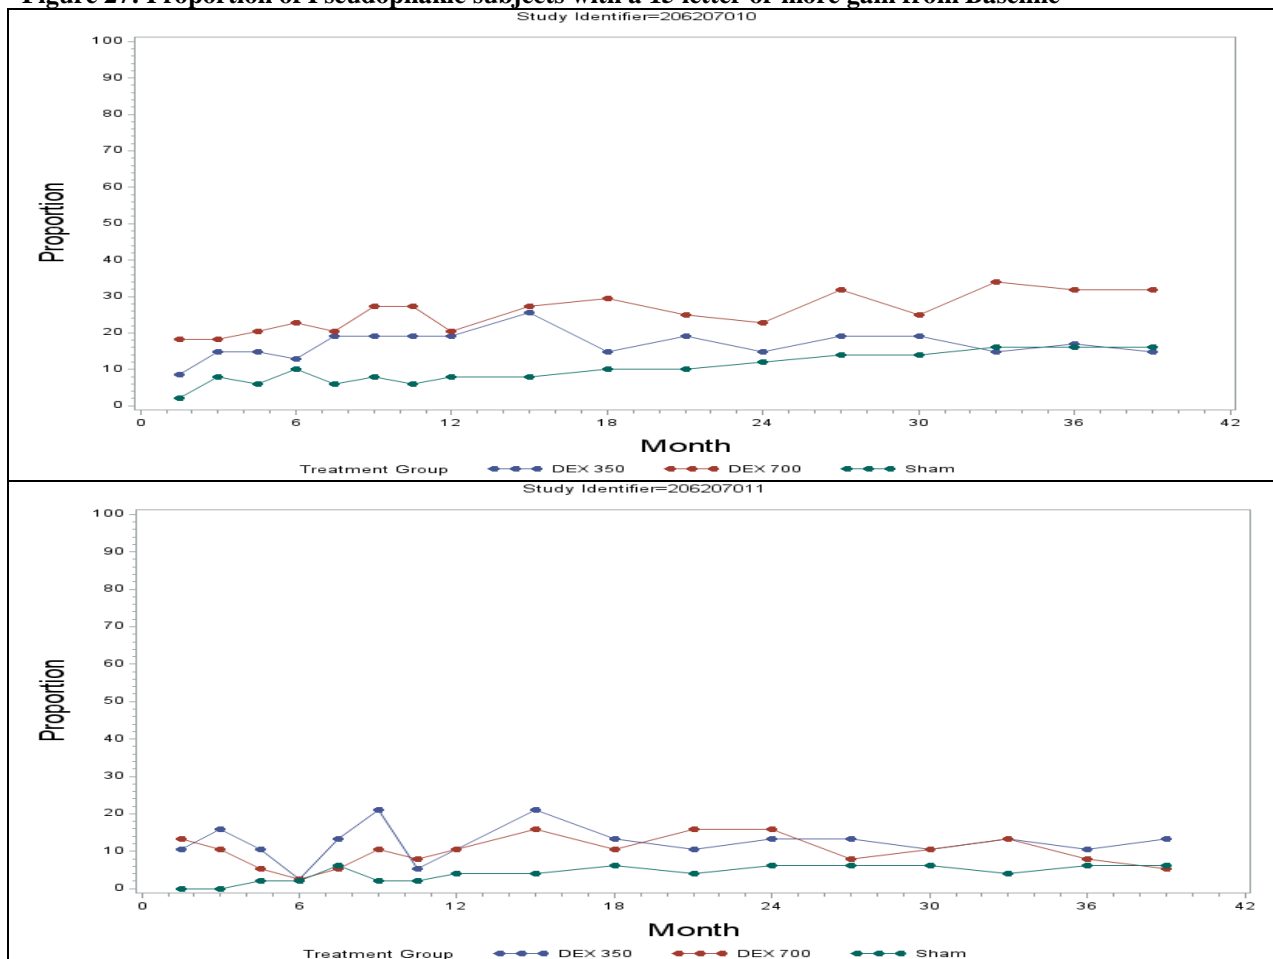 Figure 27. Proportion of Pseudophakic subjects with a 15-letter or more gain from Baseline
Study Identifier=206207010
100
90
80
70
60
50
40
30
20
10
0
Proportion
0 6 12 18 24 30 36 42
Month
Treatment Group DEX 350 DEX 700 Sham
Study Identifier=206207011
100
90
80
70
60
50
40
30
20
10
0
Proportion
0 6 12 18 24 30 36 42
Month
Treatment Group DEX 350 DEX 700 Sham